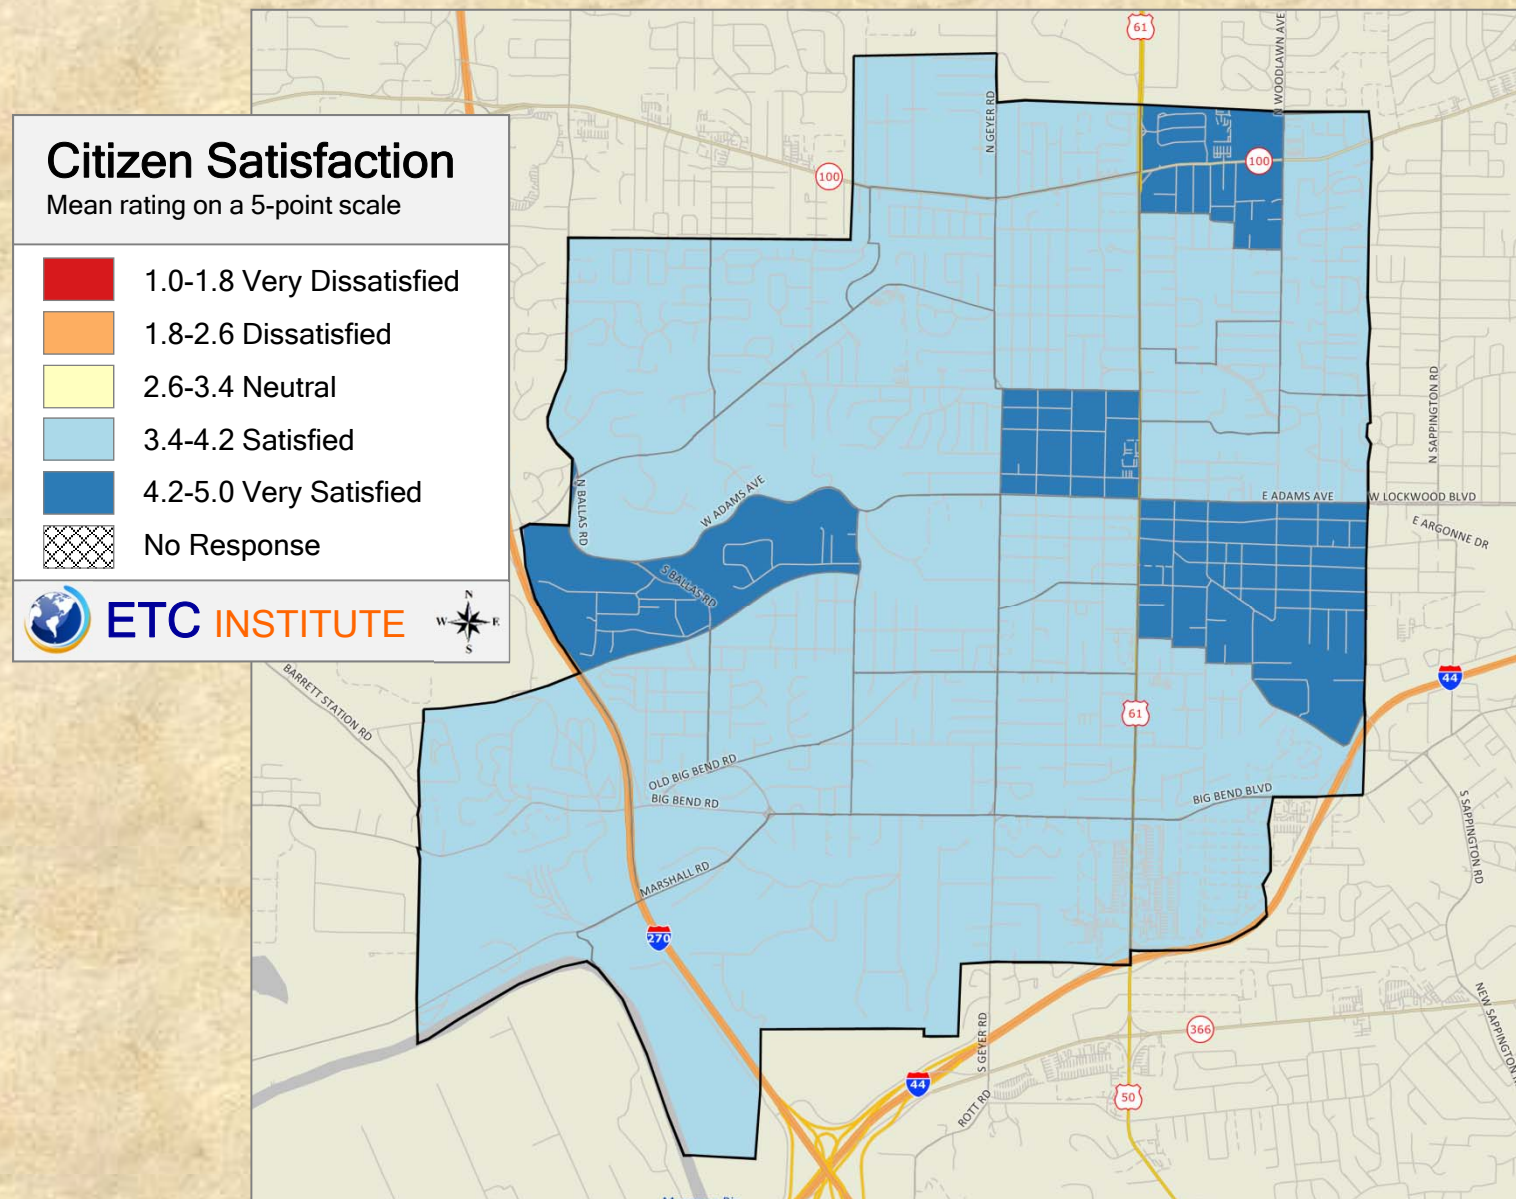 Citizen Satisfaction
Mean rating on a 5-point scale
1.0-1.8 Very Dissatisfied
1.8-2.6 Dissatisfied
2.6-3.4 Neutral
3.4-4.2 Satisfied
4.2-5.0 Very Satisfied
No Response
ETC INSTITUTE
N
W E
S
61
N WOODLAWN AVE
N GEYER RD
100
100
N SAPPINGTON RD
N BALLAS RD
W ADAMS AVE
E ADAMS AVE
W LOCKWOOD BLVD
E ARGONNE DR
S BALLAS RD
BARRETT STATION RD
44
61
OLD BIG BEND RD
BIG BEND RD
BIG BEND BLVD
S SAPPINGTON RD
MARSHALL RD
270
NEW SAPPINGTON
S GEYER RD
366
44
50
ROTT RD